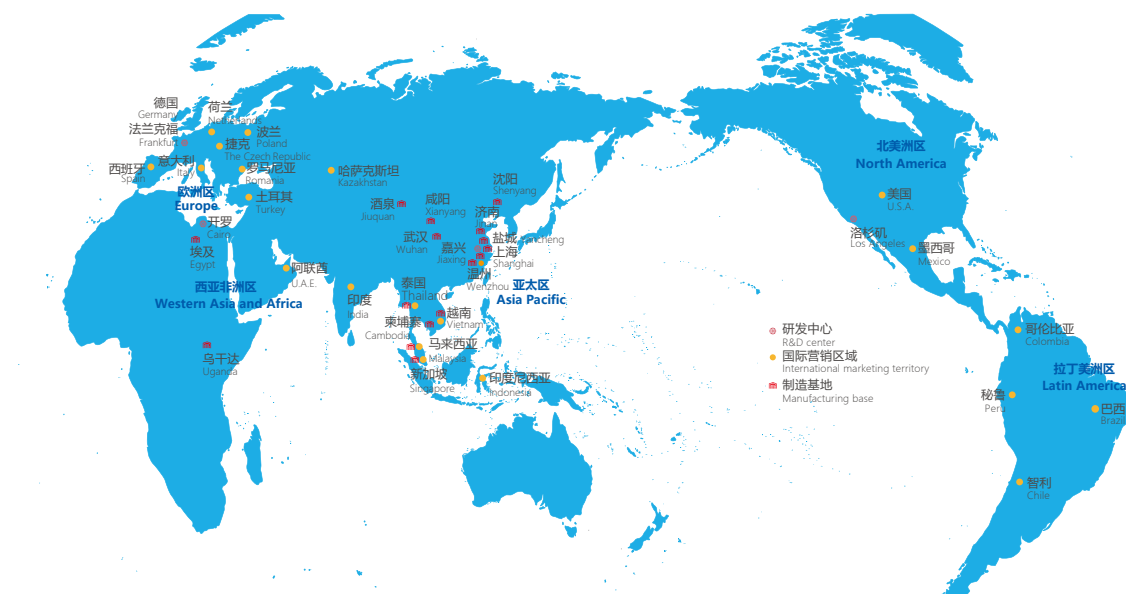 德国
Germany
荷兰
Netherlands
法兰克福
Frankfurt
波兰
Poland
捷克
The Czech Republic
西班牙
Spain
意大利
Italy
罗马尼亚
Romania
欧洲区
Europe
土耳其
Turkey
哈萨克斯坦
Kazakhstan
开罗
Cairo
埃及
Egypt
阿联酋
U.A.E.
西亚非洲区
Western Asia and Africa
乌干达
Uganda
印度
India
酒泉
Jiuquan
咸阳
Xianyang
沈阳
Shenyang
济南
Jinan
武汉
Wuhan
嘉兴
Jiaxing
盐城 Yancheng
上海
Shanghai
温州
Wenzhou
亚太区
Asia Pacific
泰国
Thailand
越南
Vietnam
柬埔寨
Cambodia
马来西亚
Malaysia
新加坡
Singapore
印度尼西亚
Indonesia
北美洲区
North America
美国
U.S.A.
洛杉矶
Los Angeles
墨西哥
Mexico
研发中心
R&D center
国际营销区域
International marketing territory
制造基地
Manufacturing base
哥伦比亚
Colombia
拉丁美洲区
Latin America
秘鲁
Peru
巴西
Brazil
智利
Chile